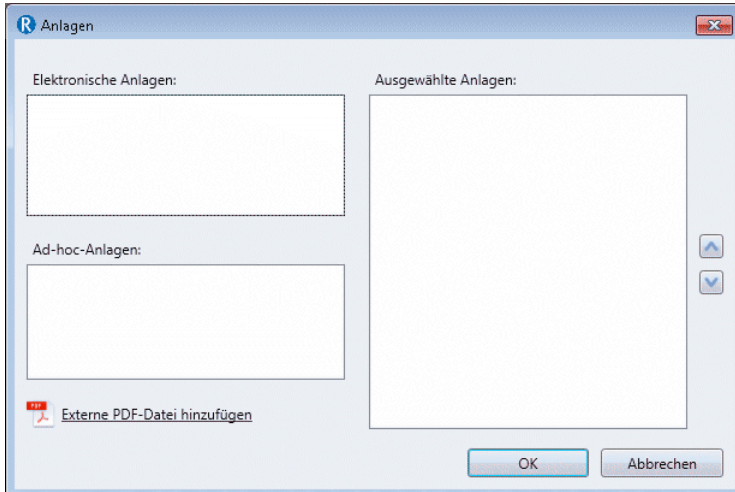 Anlagen
Elektronische Anlagen:
Ausgewählte Anlagen:
Ad-hoc-Anlagen:
PDF
Externe PDF-Datei hinzufügen
OK
Abbrechen